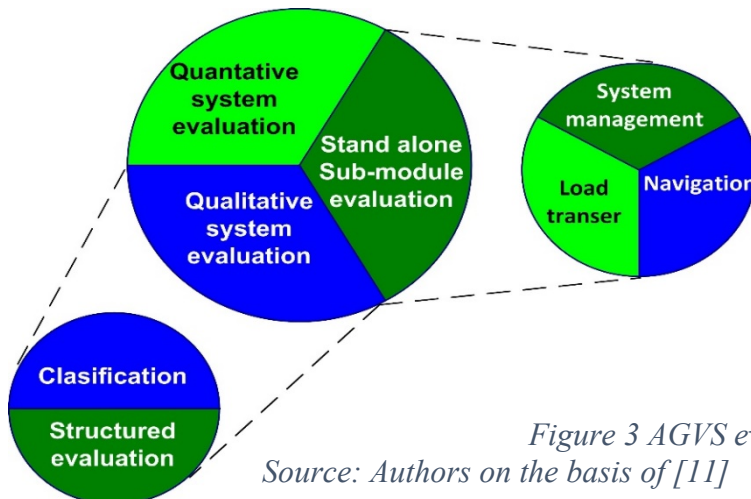 Quantative
system
evaluation
Stand alone
Sub-module
evaluation
Qualitative
system
evaluation
System
management
Load
transer
Navigation
Clasification
Structured
evaluation
Figure 3 AGVS
Source: Authors on the basis of [11]